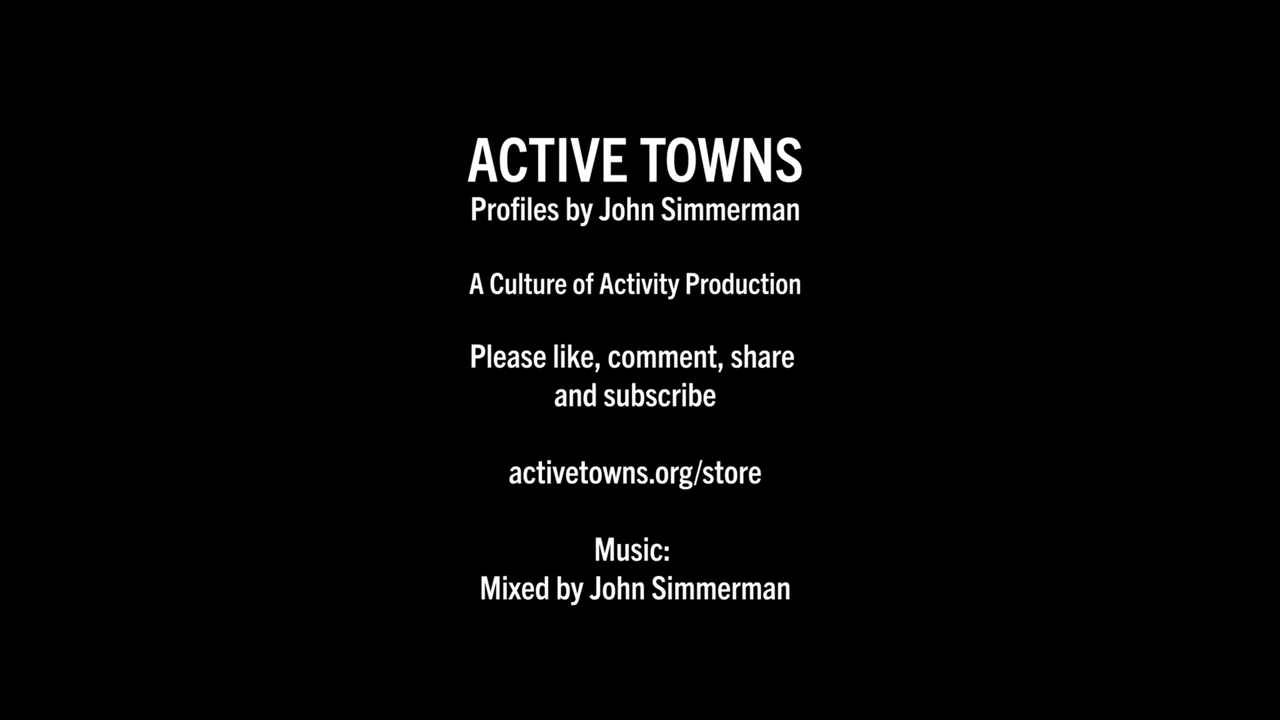 ACTIVE TOWNS
Profiles by John Simmerman
A Culture of Activity Production
Please like, comment, share
and subscribe
activetowns.org/store
Music:
Mixed by John Simmerman